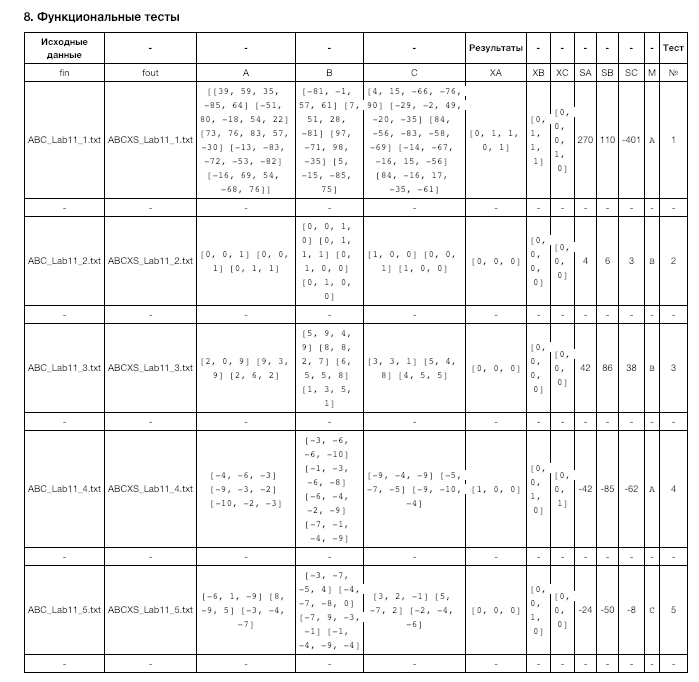 8. Функциональные тесты
Исходные данные - - - - Результаты - - - - - - Тест
fin fout A B C XA XB XC SA SB SC M №
ABC_Lab11_1.txt ABCXS_Lab11_1.txt [[39, 59, 35, -85, 64] [-51, 80, -18, 54, 22] [73, 76, 83, 57, -30] [-13, -83, -72, -53, -82] [-16, 69, 54, -68, 76]] [-81, -1, 57, 61] [7, 51, 28, -81] [97, -71, 98, -35] [5, -15, -85, 75] [4, 15, -66, -76, 90] [-29, -2, 49, -20, -35] [84, -56, -83, -58, -69] [-14, -67, -16, 15, -56] [84, -16, 17, -35, -61] [0, 1, 1, 0, 1] [0, 1, 1, 1] [0, 0, 0, 1, 0] 270 110 -401 A 1
- - - - - - - - - - - - -
ABC_Lab11_2.txt ABCXS_Lab11_2.txt [0, 0, 1] [0, 0, 1] [0, 1, 1] [0, 0, 1, 0] [0, 1, 1, 1] [0, 1, 0, 0] [0, 1, 0, 0] [1, 0, 0] [0, 0, 1] [1, 0, 0] [0, 0, 0] [0, 0, 0, 0] [0, 0, 0] 4 6 3 B 2
- - - - - - - - - - - - -
ABC_Lab11_3.txt ABCXS_Lab11_3.txt [2, 0, 9] [9, 3, 9] [2, 6, 2] [5, 9, 4, 9] [8, 8, 2, 7] [6, 5, 5, 8] [1, 3, 5, 1] [3, 3, 1] [5, 4, 8] [4, 5, 5] [0, 0, 0] [0, 0, 0, 0] [0, 0, 0] 42 86 38 B 3
- - - - - - - - - - - - -
ABC_Lab11_4.txt ABCXS_Lab11_4.txt [-4, -6, -3] [-9, -3, -2] [-10, -2, -3] [-3, -6, -6, -10] [-1, -3, -6, -8] [-6, -4, -2, -9] [-7, -1, -4, -9] [-9, -4, -9] [-5, -7, -5] [-9, -10, -4] [1, 0, 0] [0, 0, 1, 0] [0, 0, 1] -42 -85 -62 A 4
- - - - - - - - - - - - -
ABC_Lab11_5.txt ABCXS_Lab11_5.txt [-6, 1, -9] [8, -9, 5] [-3, -4, -7] [-3, -7, -5, 4] [-4, -7, -8, 0] [-7, 9, -3, -1] [-1, -4, -9, -4] [3, 2, -1] [5, -7, 2] [-2, -4, -6] [0, 0, 0] [0, 0, 1, 0] [0, 0, 0] -24 -50 -8 C 5
- - - - - - - - - - - - -